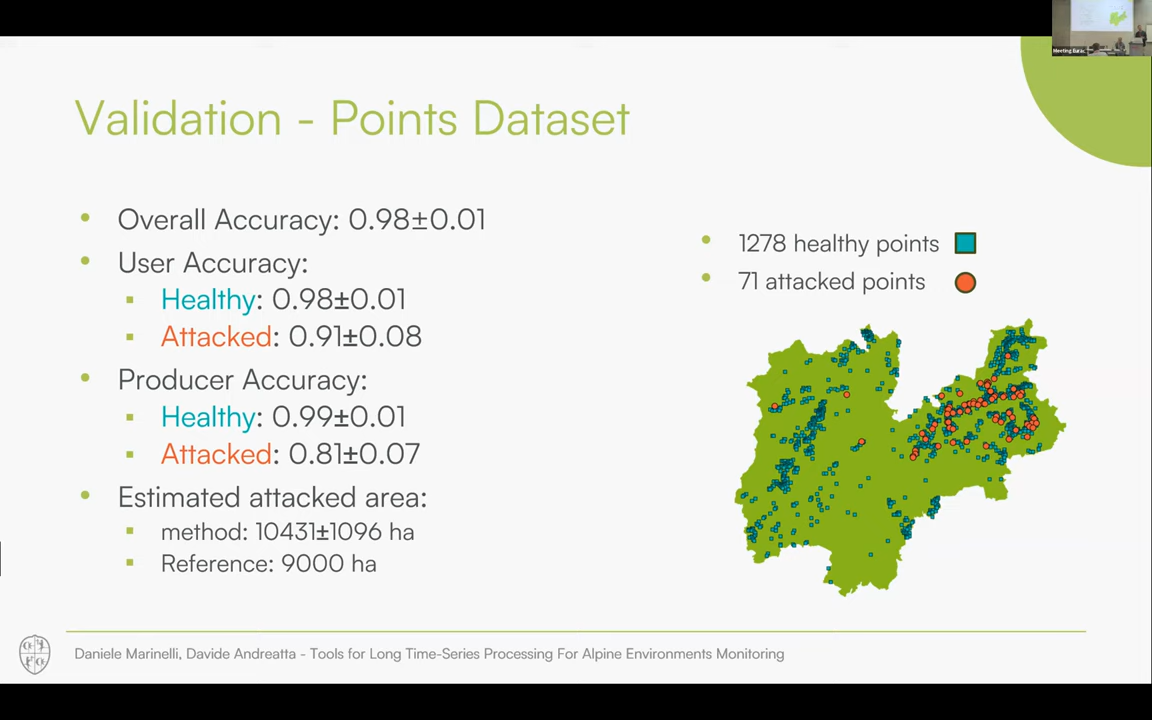 Validation - Points Dataset
• Overall Accuracy: 0.98±0.01
• User Accuracy:
▪ Healthy: 0.98±0.01
▪ Attacked: 0.91±0.08
• Producer Accuracy:
▪ Healthy: 0.99±0.01
▪ Attacked: 0.81±0.07
• Estimated attacked area:
▪ method: 10431±1096 ha
▪ Reference: 9000 ha
• 1278 healthy points
• 71 attacked points
Daniele Marinelli, Davide Andreatta - Tools for Long Time-Series Processing For Alpine Environments Monitoring
Meeting